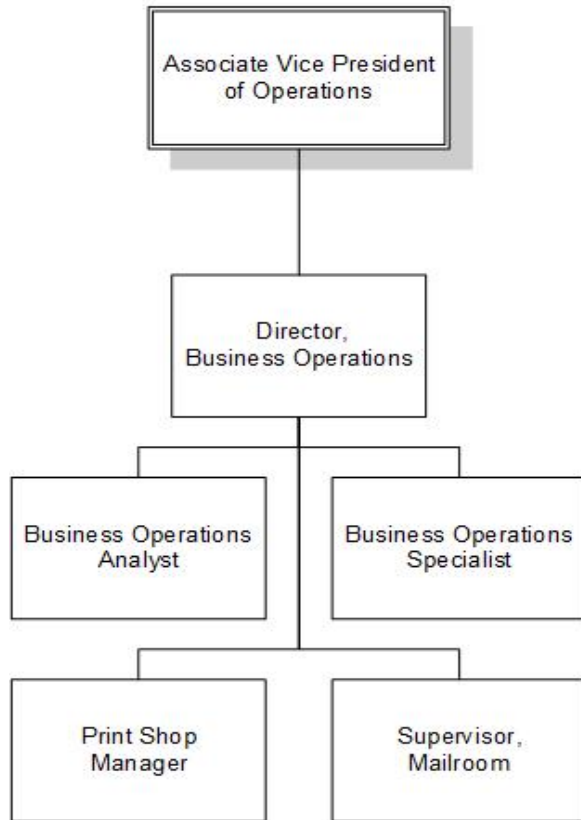 Associate Vice President
of Operations
Director,
Business Operations
Business Operations
Analyst
Business Operations
Specialist
Print Shop
Manager
Supervisor,
Mailroom